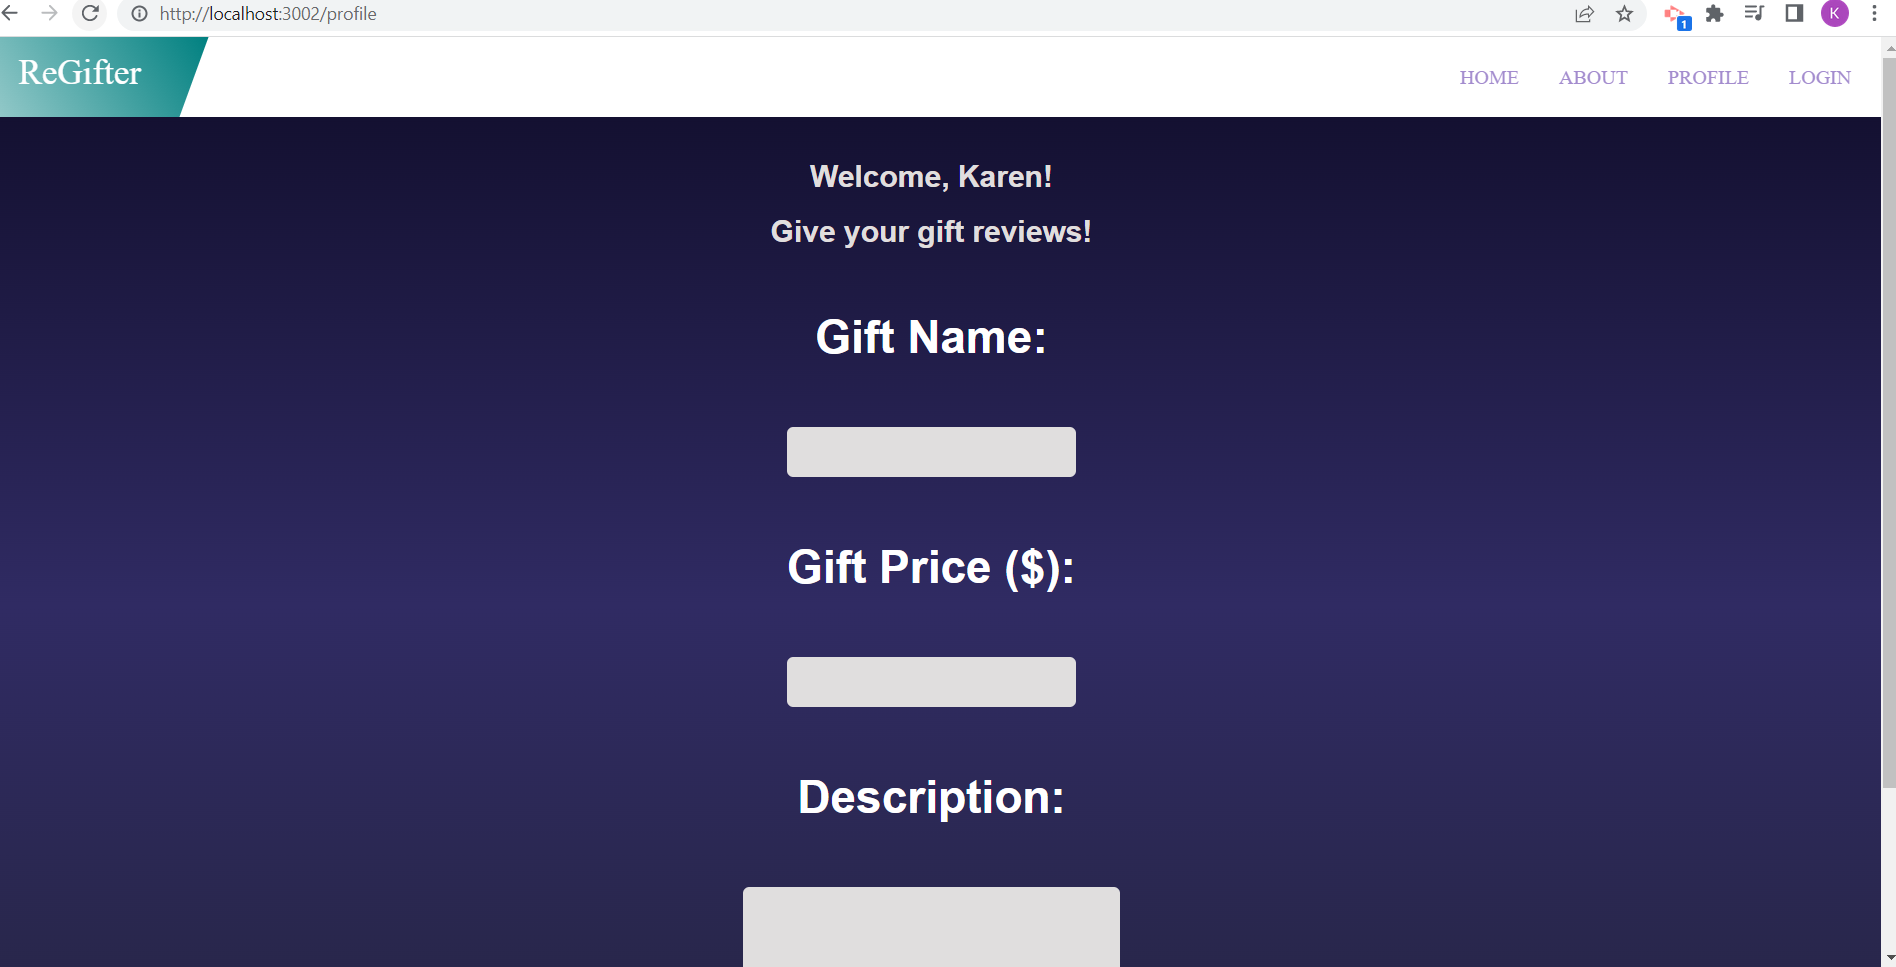 http://localhost:3002/profile
1
K
ReGifter
HOME ABOUT PROFILE LOGIN
Welcome, Karen!
Give your gift reviews!
Gift Name:
Gift Price ($):
Description: